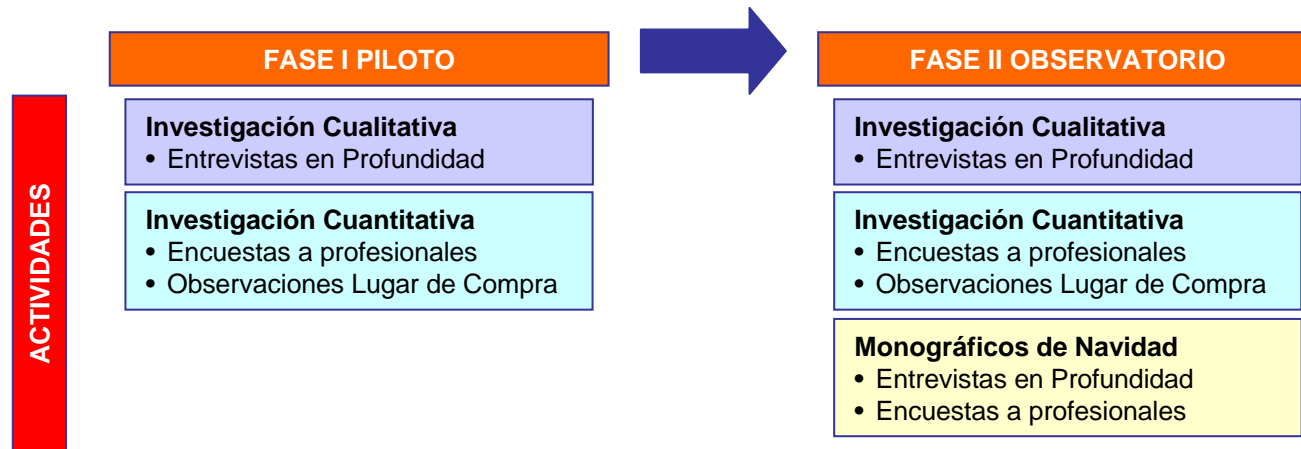 FASE I PILOTO
FASE II OBSERVATORIO
ACTIVIDADES
Investigación Cualitativa
• Entrevistas en Profundidad
Investigación Cuantitativa
• Encuestas a profesionales
• Observaciones Lugar de Compra
Investigación Cualitativa
• Entrevistas en Profundidad
Investigación Cuantitativa
• Encuestas a profesionales
• Observaciones Lugar de Compra
Monográficos de Navidad
• Entrevistas en Profundidad
• Encuestas a profesionales